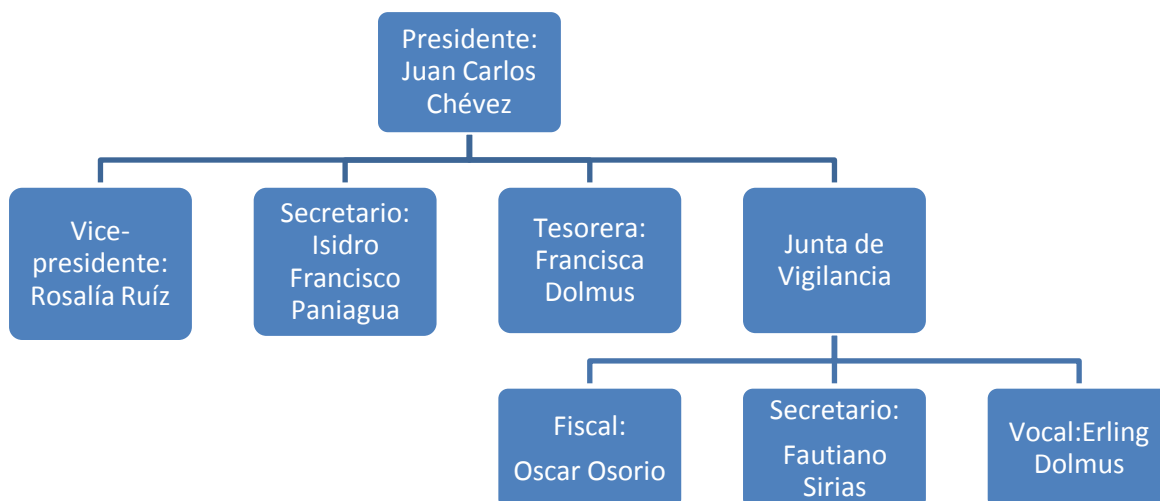 Presidente:
Juan Carlos
Chévez
Vice-
presidente:
Rosalía Ruíz
Secretario:
Isidro
Francisco
Paniagua
Tesorera:
Francisca
Dolmus
Junta de
Vigilancia
Fiscal:
Oscar Osorio
Secretario:
Fautiano
Sirias
Vocal:Erling
Dolmus